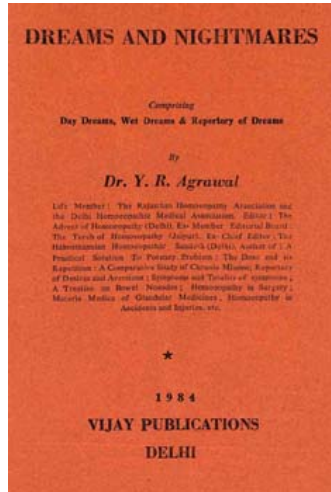 DREAMS AND NIGHTMARES
Comprising
Day Dreams, Wet Dreams & Repertory of Dreams
By
Dr. Y. R. Agrawal
Life Member : The Rajasthan Homoeopathy Association and
the Delhi Homoeopathic Medical Association. Editor ; The
Advent of Homoeopathy (Delhi). Ex- Member Editorial Board :
The Torch of Homoeopathy (Jaipur). Ex- Chief Editor ; The
Hahnemannian Homoeopathic Sandesh (Delhi). Author of : A
Practical Solution To Potency Problem ; The Dose and its
Repetition ; A Comparative Study of Chronic Miasms; Repertory
of Desires and Aversions ; Symptoms and Totality of symptoms ;
A Treatise on Bowel Nosodes ; Homoeopathy in Surgery ;
Materia Medica of Glandular Medicines ; Homoeopathy in
Accidents and Injuries, etc.
1984
VIJAY PUBLICATIONS
DELHI